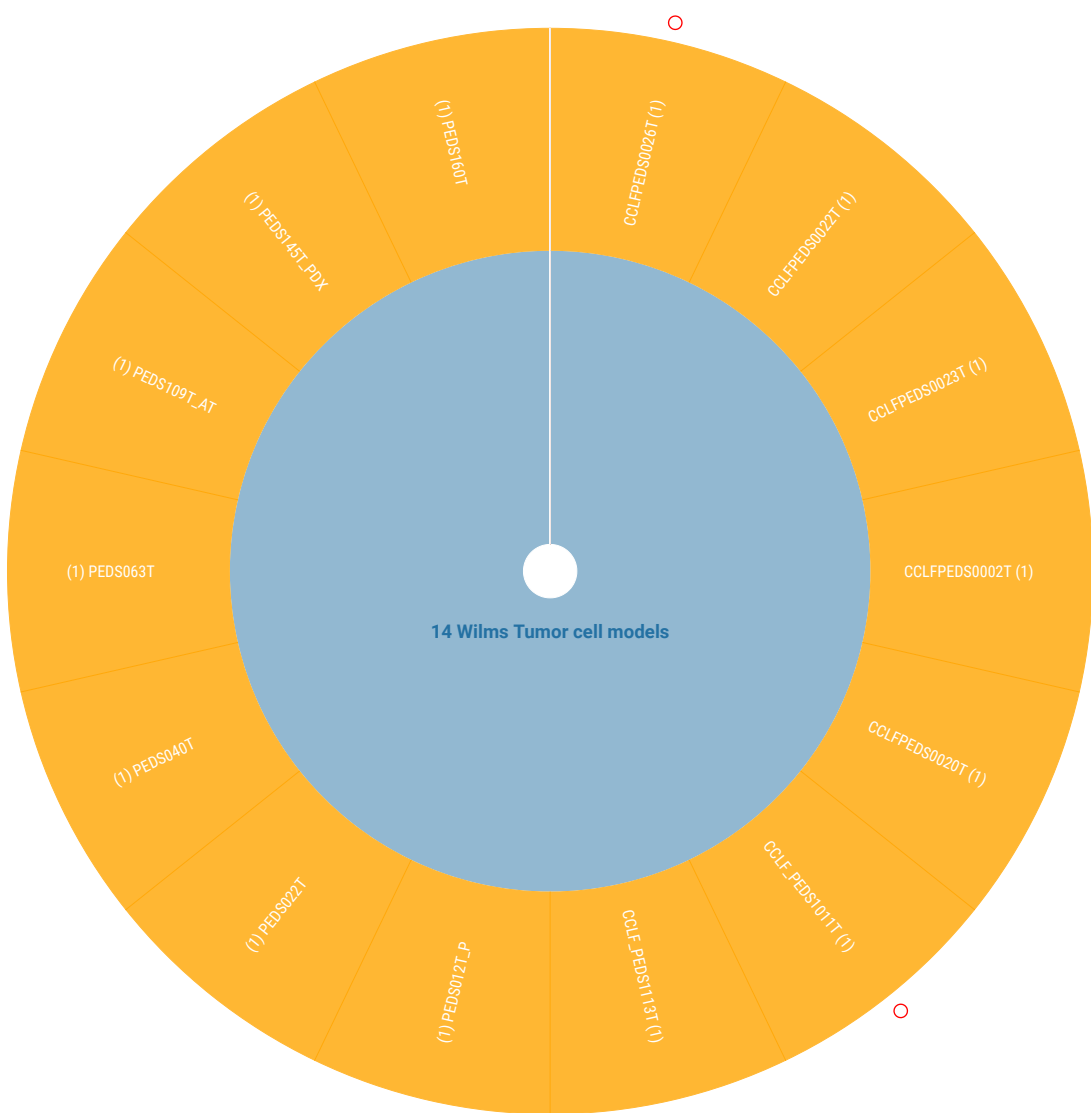 CCLFPEDS0026T (1)
CCLFPEDS0022T (1)
CCLFPEDS0023T (1)
CCLFPEDS0002T (1)
CCLFPEDS0020T (1)
CCLF_PEDS1011T (1)
CCLF_PEDS1113T (1)
(1) PEDS012T_P
(1) PEDS022T
(1) PEDS040T
(1) PEDS063T
(1) PEDS109T_AT
(1) PEDS145T_PDX
(1) PEDS160T
14 Wilms Tumor cell models